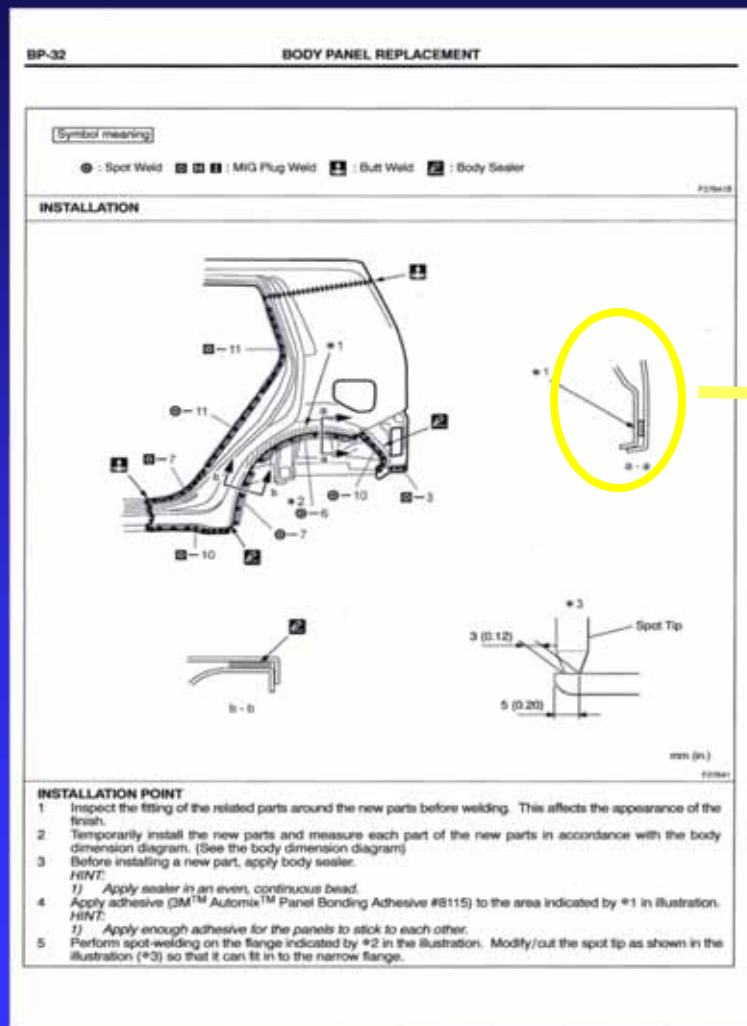 BP-32 BODY PANEL REPLACEMENT
Symbol meaning
: Spot Weld : MIG Plug Weld : Butt Weld : Body Sealer
INSTALLATION
11
*1
*1
11
a
7
b
a
a - a
b
*2
10
3
6
7
10
*3
Spot Tip
3 (0.12)
5 (0.20)
b - b
mm (in.)
INSTALLATION POINT
1 Inspect the fitting of the related parts around the new parts before welding. This affects the appearance of the
finish.
2 Temporarily install the new parts and measure each part of the new parts in accordance with the body
dimension diagram. (See the body dimension diagram)
3 Before installing a new part, apply body sealer.
HINT:
1) Apply sealer in an even, continuous bead.
4 Apply adhesive (3M™ Automix™ Panel Bonding Adhesive #8115) to the area indicated by *1 in illustration.
HINT:
1) Apply enough adhesive for the panels to stick to each other.
5 Perform spot-welding on the flange indicated by *2 in the illustration. Modify/cut the spot tip as shown in the
illustration (*3) so that it can fit in to the narrow flange.